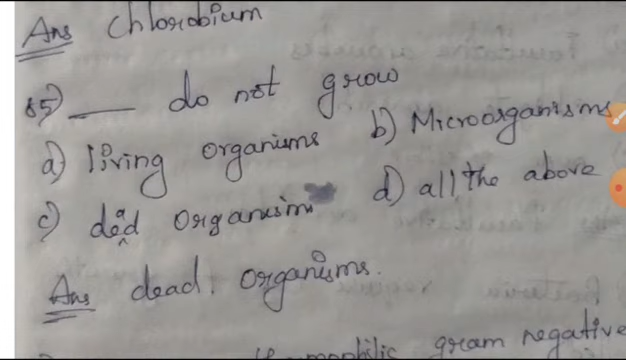 Ans Chlorobium
85) ___ do not grow
a) living organisms b) Microorganisms
c) dead organism d) all the above
Ans dead. organisms.
gram negative